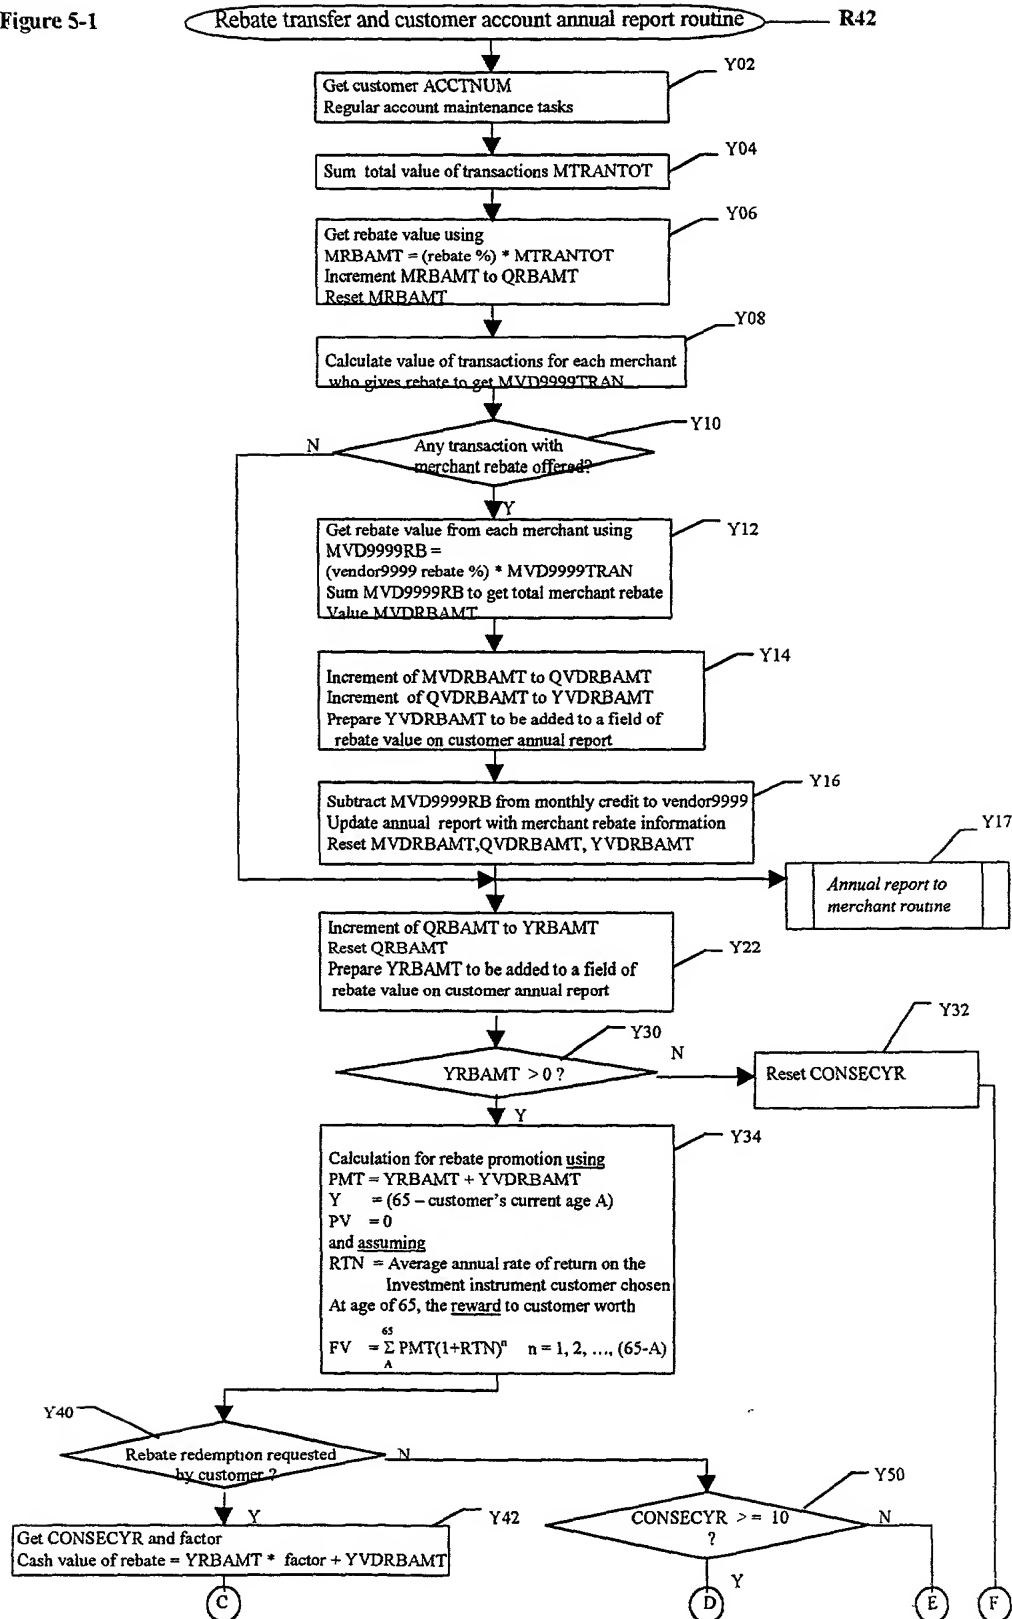 Figure 5-1
Rebate transfer and customer account annual report routine
R42
Y02
Get customer ACCTNUM
Regular account maintenance tasks
Y04
Sum total value of transactions MTRANTOT
Y06
Get rebate value using
MRBAMT = (rebate %) * MTRANTOT
Increment MRBAMT to QRBAMT
Reset MRBAMT
Y08
Calculate value of transactions for each merchant
who gives rebate to get MVD9999TRAN
Y10
N
Any transaction with
merchant rebate offered?
Y
Y12
Get rebate value from each merchant using
MVD9999RB =
(vendor9999 rebate %) * MVD9999TRAN
Sum MVD9999RB to get total merchant rebate
Value MVDRBAMT
Y14
Increment of MVDRBAMT to QVDRBAMT
Increment of QVDRBAMT to YVDRBAMT
Prepare YVDRBAMT to be added to a field of
rebate value on customer annual report
Y16
Subtract MVD9999RB from monthly credit to vendor9999
Update annual report with merchant rebate information
Reset MVDRBAMT,QVDRBAMT, YVDRBAMT
Y17
Annual report to
merchant routine
Y22
Increment of QRBAMT to YRBAMT
Reset QRBAMT
Prepare YRBAMT to be added to a field of
rebate value on customer annual report
Y30
YRBAMT > 0 ?
N
Y32
Reset CONSECYR
Y
Y34
Calculation for rebate promotion using
PMT = YRBAMT + YVDRBAMT
Y = (65 – customer's current age A)
PV = 0
and assuming
RTN = Average annual rate of return on the
Investment instrument customer chosen
At age of 65, the reward to customer worth
65
FV = Σ PMT(1+RTN)ⁿ n = 1, 2, ..., (65-A)
A
Y40
Rebate redemption requested
by customer ?
N
Y
Y42
Get CONSECYR and factor
Cash value of rebate = YRBAMT * factor + YVDRBAMT
Y50
CONSECYR > = 10
?
N
Y
C
D
E
F